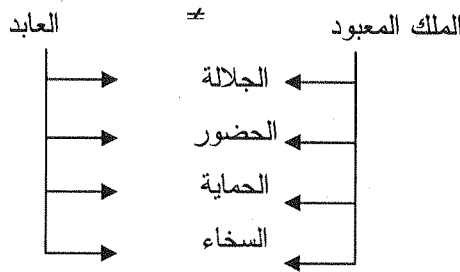 الملك المعبود ≠ العابد
الجلالة
الحضور
الحماية
السخاء